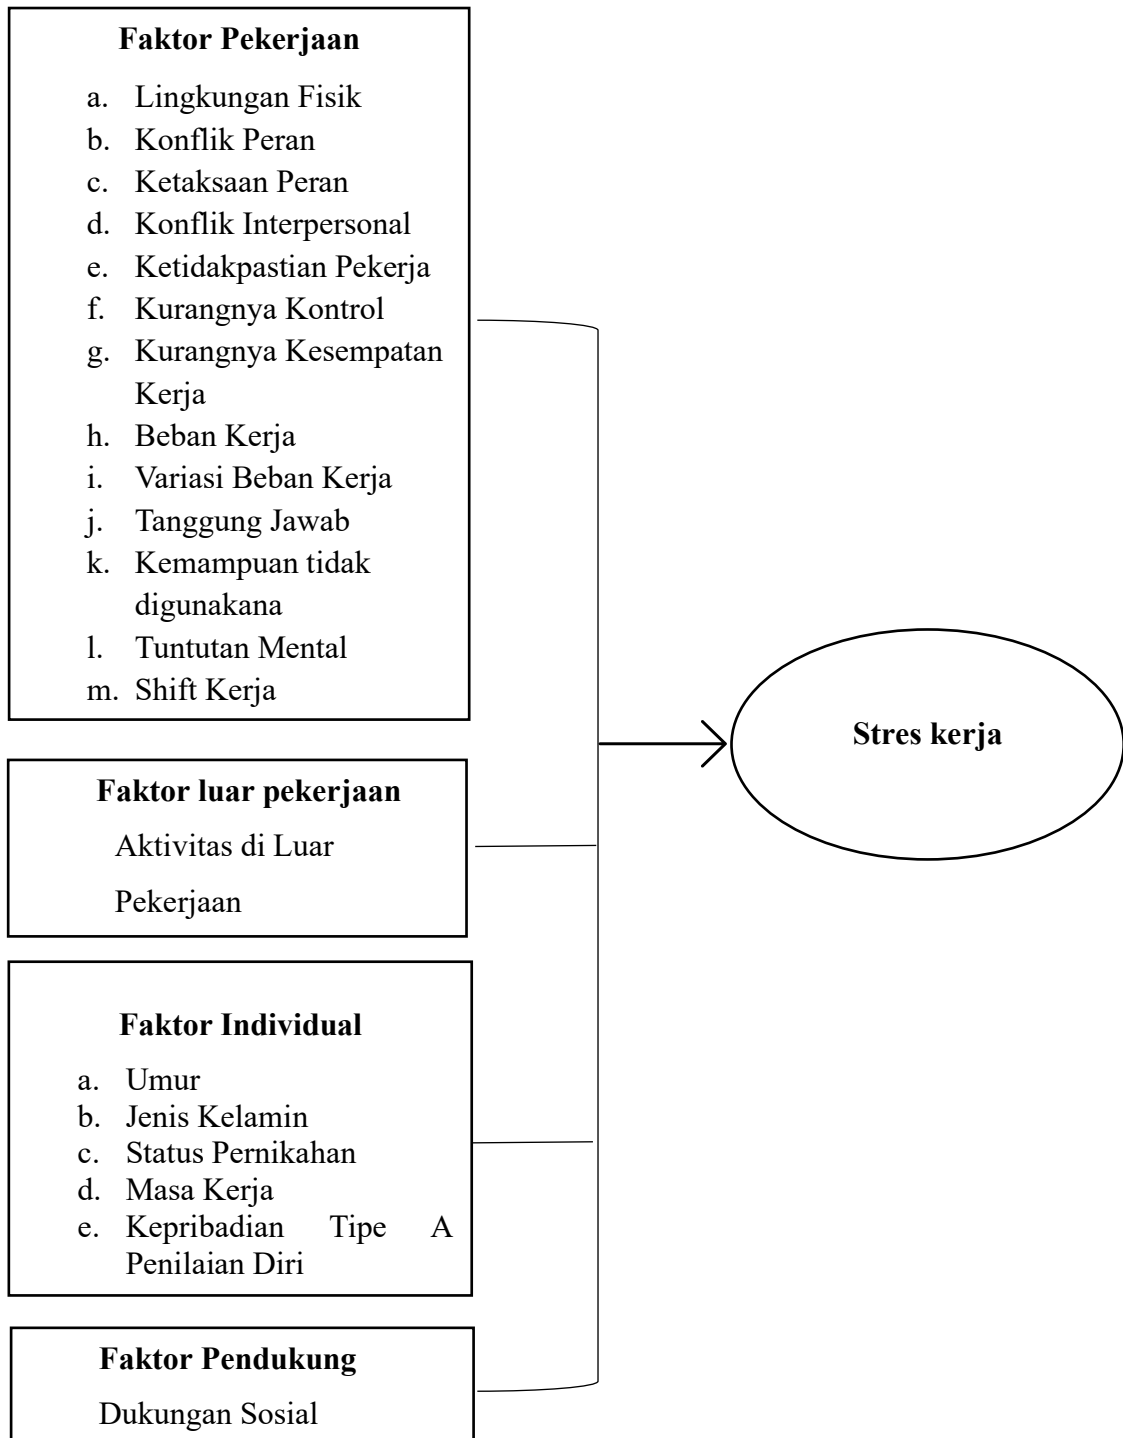 Faktor Pekerjaan
a. Lingkungan Fisik
b. Konflik Peran
c. Ketaksaan Peran
d. Konflik Interpersonal
e. Ketidakpastian Pekerja
f. Kurangnya Kontrol
g. Kurangnya Kesempatan
Kerja
h. Beban Kerja
i. Variasi Beban Kerja
j. Tanggung Jawab
k. Kemampuan tidak
digunakana
l. Tuntutan Mental
m. Shift Kerja
Faktor luar pekerjaan
Aktivitas di Luar
Pekerjaan
Faktor Individual
a. Umur
b. Jenis Kelamin
c. Status Pernikahan
d. Masa Kerja
e. Kepribadian Tipe A
Penilaian Diri
Faktor Pendukung
Dukungan Sosial
Stres kerja